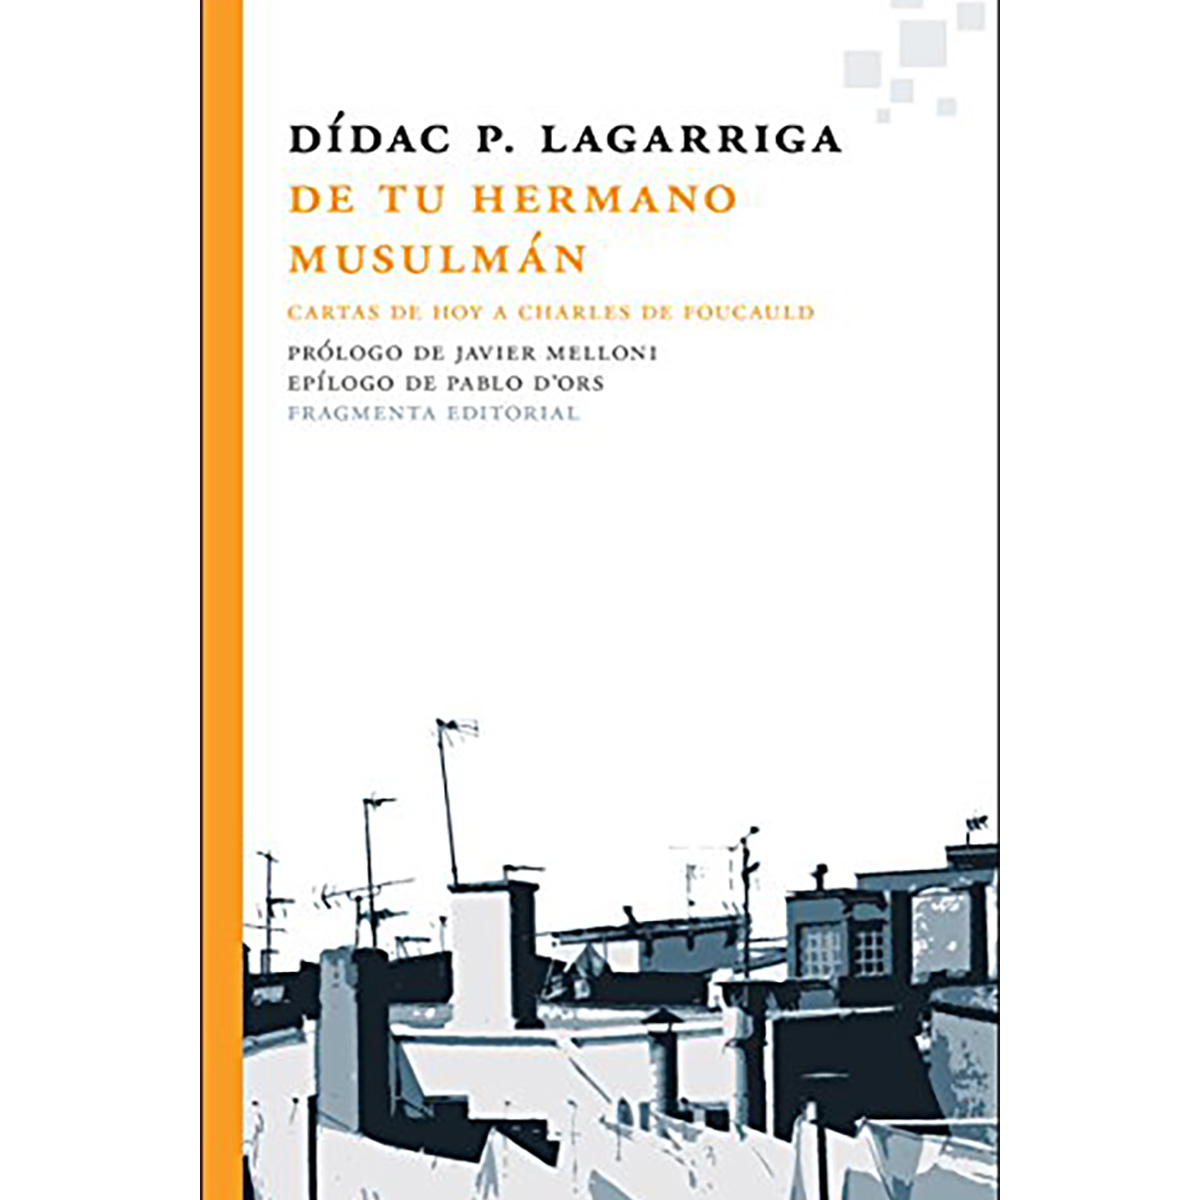 DÍDAC P. LAGARRIGA
DE TU HERMANO
MUSULMÁN
CARTAS DE HOY A CHARLES DE FOUCAULD
PRÓLOGO DE JAVIER MELLONI
EPÍLOGO DE PABLO D'ORS
FRAGMENTA EDITORIAL